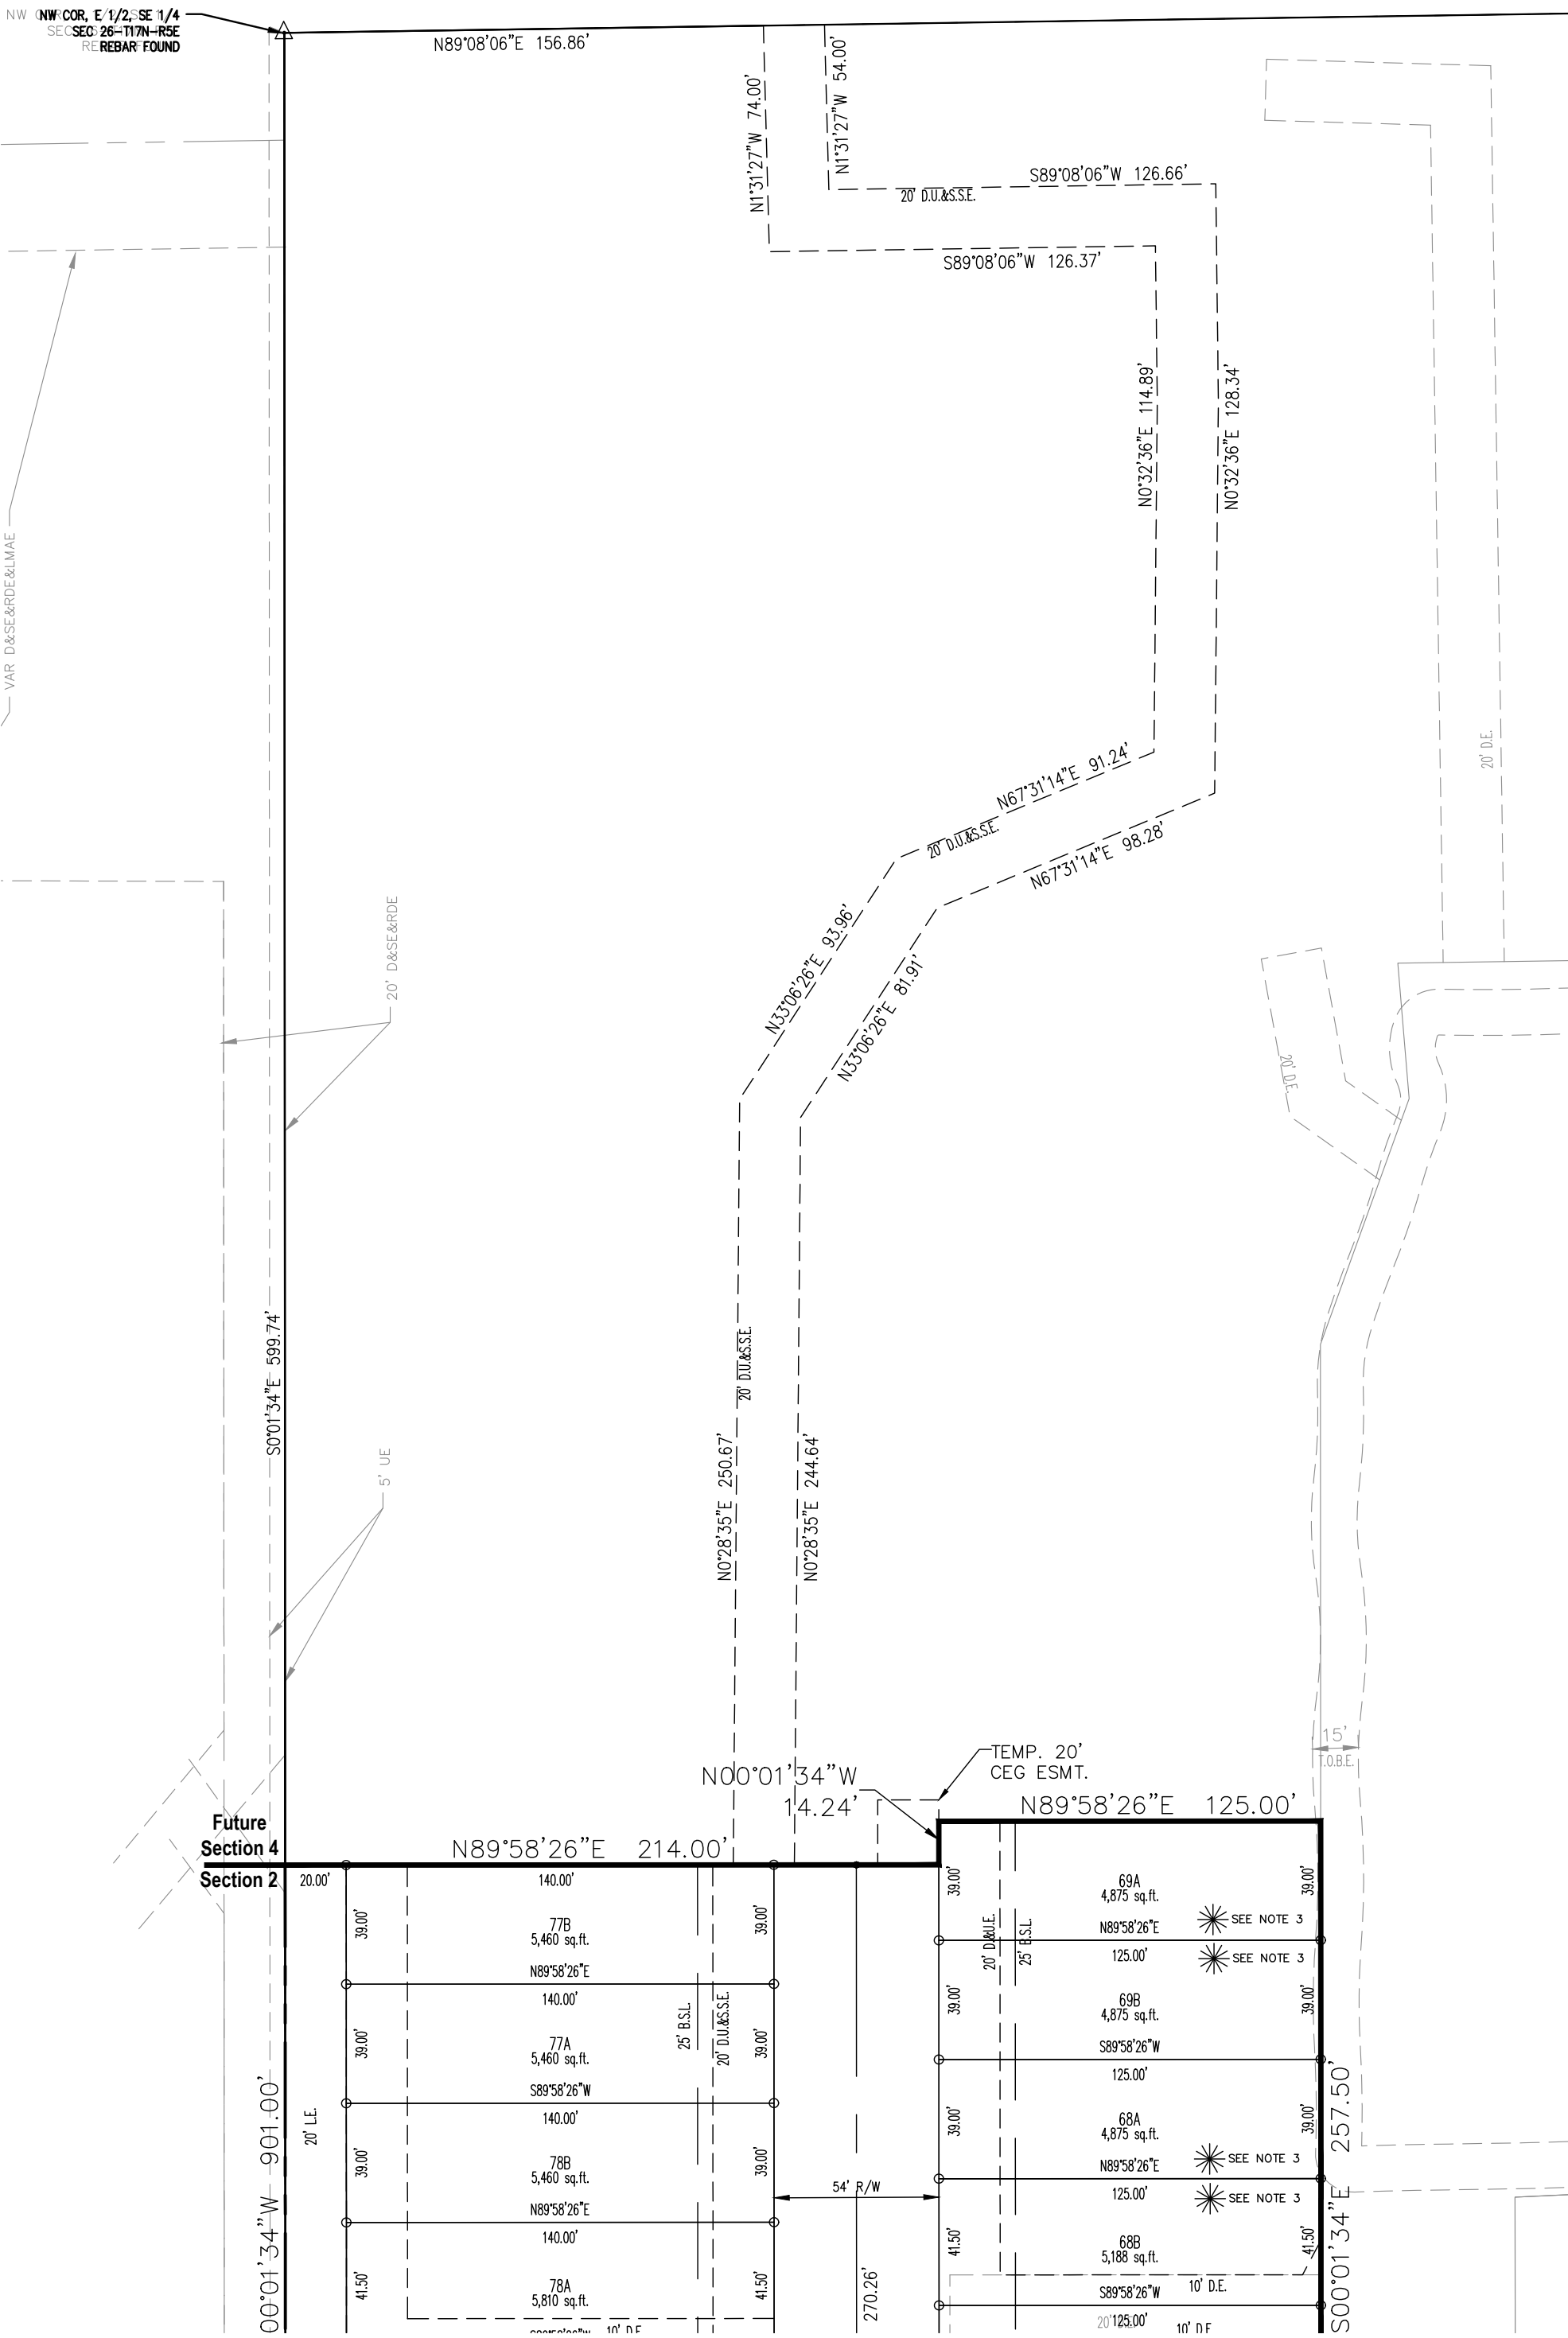 NW COR, E 1/2, SE 1/4
SEC 26-T17N-R5E
REBAR FOUND
N89°08'06"E 156.86'
N1°31'27"W 74.00'
N1°31'27"W 54.00'
S89°08'06"W 126.66'
20' D.U.&S.S.E.
S89°08'06"W 126.37'
N0°32'36"E 114.89'
N0°32'36"E 128.34'
VAR D&SE&RDE&LMAE
20' D.E.
N67°31'14"E 91.24'
20' D.U.&S.S.E.
N67°31'14"E 98.28'
20' D&SE&RDE
N33°06'26"E 93.96'
N33°06'26"E 81.91'
20' D.E.
S0°01'34"E 599.74'
20' D.U.&S.S.E.
5' UE
N0°28'35"E 250.67'
N0°28'35"E 244.64'
15'
T.O.B.E.
TEMP. 20'
CEG ESMT.
N00°01'34"W
14.24'
N89°58'26"E 125.00'
Future
Section 4
N89°58'26"E 214.00'
Section 2
20.00'
140.00'
39.00'
77B
5,460 sq.ft.
39.00'
N89°58'26"E
140.00'
39.00'
77A
5,460 sq.ft.
25' B.S.L.
20' D.U.&S.S.E.
39.00'
S89°58'26"W
140.00'
20' L.E.
39.00'
78B
5,460 sq.ft.
39.00'
N89°58'26"E
140.00'
41.50'
78A
5,810 sq.ft.
41.50'
10' D.E.
00°01'34"W 901.00'
54' R/W
270.26'
39.00'
69A
4,875 sq.ft.
39.00'
SEE NOTE 3
20' D.&U.E.
25' B.S.L.
N89°58'26"E
125.00'
SEE NOTE 3
39.00'
69B
4,875 sq.ft.
39.00'
S89°58'26"W
125.00'
39.00'
68A
4,875 sq.ft.
39.00'
SEE NOTE 3
N89°58'26"E
125.00'
SEE NOTE 3
41.50'
68B
5,188 sq.ft.
41.50'
10' D.E.
S89°58'26"W
125.00'
10' D.E.
S00°01'34"E 257.50'